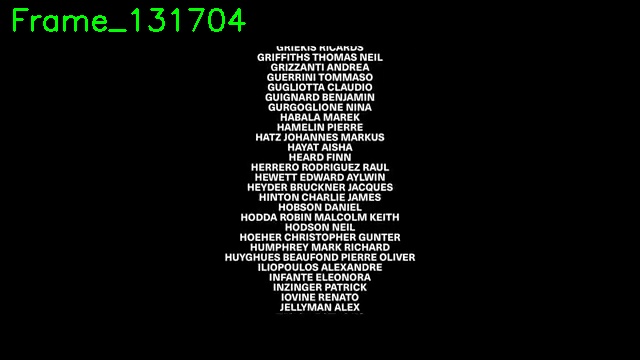 Frame_131704
GRIEKIS RICARDS
GRIFFITHS THOMAS NEIL
GRIZZANTI ANDREA
GUERRINI TOMMASO
GUGLIOTTA CLAUDIO
GUIGNARD BENJAMIN
GURGOGLIONE NINA
HABALA MAREK
HAMELIN PIERRE
HATZ JOHANNES MARKUS
HAYAT AISHA
HEARD FINN
HERRERO RODRIGUEZ RAUL
HEWETT EDWARD AYLWIN
HEYDER BRUCKNER JACQUES
HINTON CHARLIE JAMES
HOBSON DANIEL
HODDA ROBIN MALCOLM KEITH
HODSON NEIL
HOEHER CHRISTOPHER GUNTER
HUMPHREY MARK RICHARD
HUYGHUES BEAUFOND PIERRE OLIVER
ILIOPOULOS ALEXANDRE
INFANTE ELEONORA
INZINGER PATRICK
IOVINE RENATO
JELLYMAN ALEX